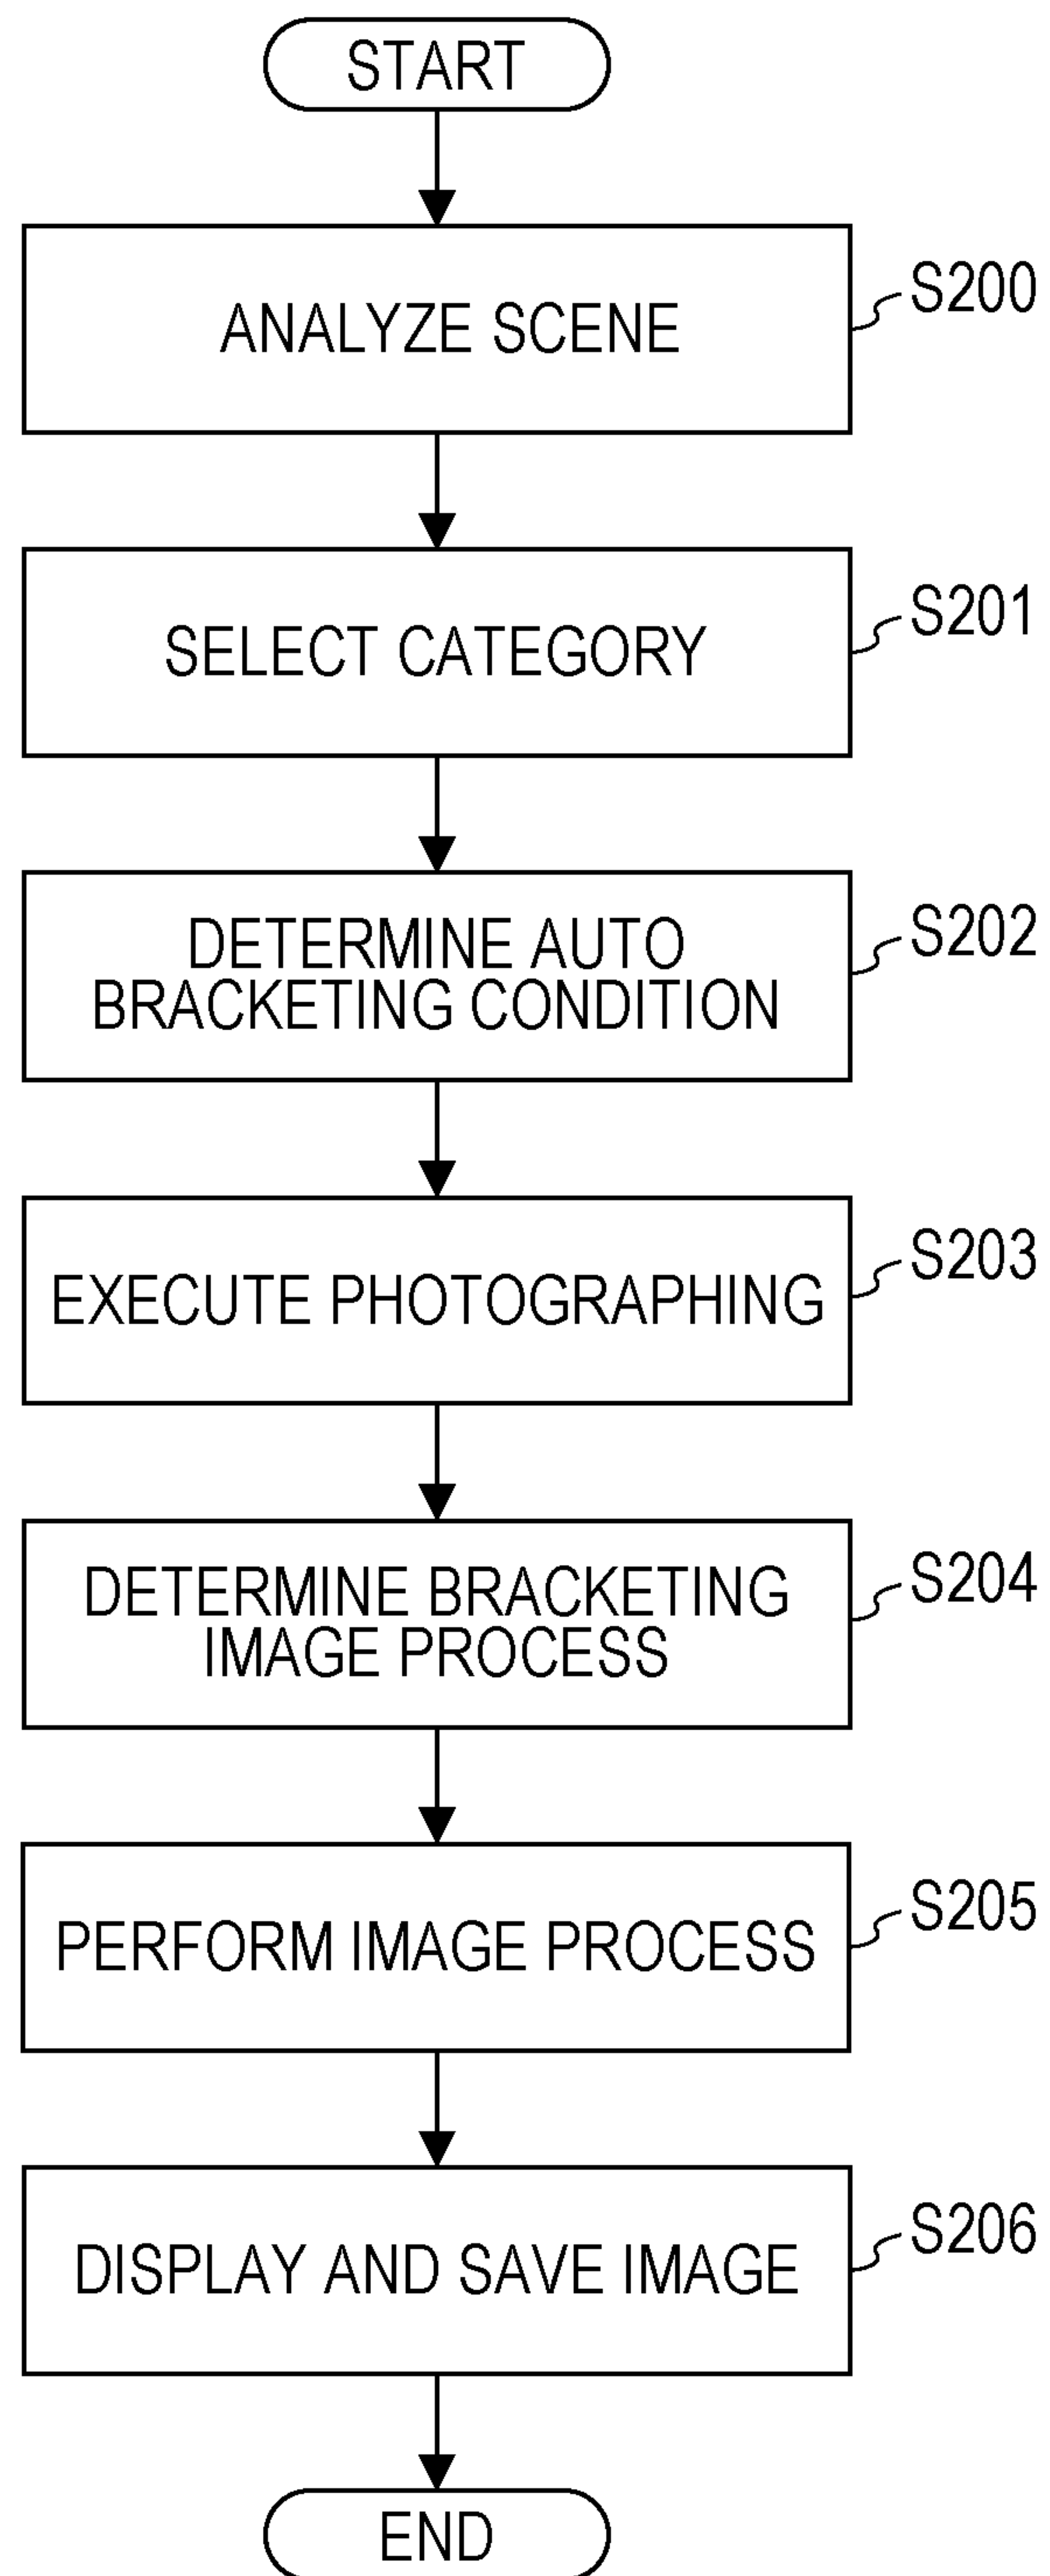 START
ANALYZE SCENE
S200
SELECT CATEGORY
S201
DETERMINE AUTO
BRACKETING CONDITION
S202
EXECUTE PHOTOGRAPHING
S203
DETERMINE BRACKETING
IMAGE PROCESS
S204
PERFORM IMAGE PROCESS
S205
DISPLAY AND SAVE IMAGE
S206
END